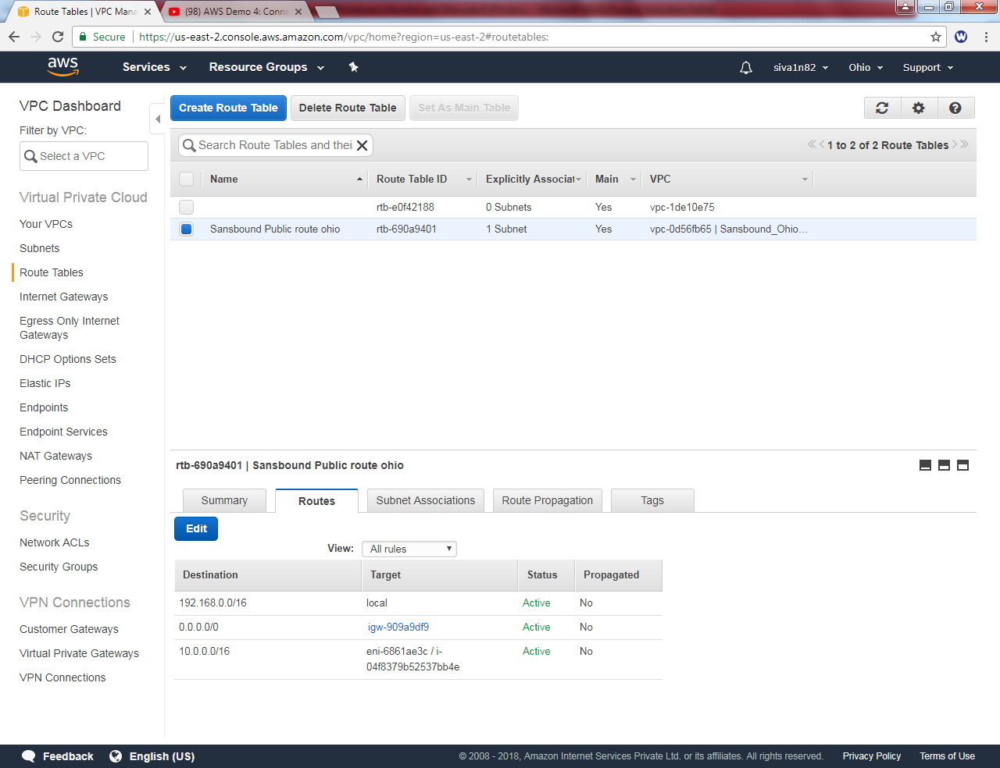 Route Tables | VPC Mana
(98) AWS Demo 4: Conne
Secure
https://us-east-2.console.aws.amazon.com/vpc/home?region=us-east-2#routetables:
aws
Services
Resource Groups
siva1n82
Ohio
Support
VPC Dashboard
Filter by VPC:
Select a VPC
Virtual Private Cloud
Your VPCs
Subnets
Route Tables
Internet Gateways
Egress Only Internet
Gateways
DHCP Options Sets
Elastic IPs
Endpoints
Endpoint Services
NAT Gateways
Peering Connections
Security
Network ACLs
Security Groups
VPN Connections
Customer Gateways
Virtual Private Gateways
VPN Connections
Create Route Table
Delete Route Table
Set As Main Table
Search Route Tables and thei
1 to 2 of 2 Route Tables
Name Route Table ID Explicitly Associat Main VPC
rtb-e0f42188 0 Subnets Yes vpc-1de10e75
Sansbound Public route ohio rtb-690a9401 1 Subnet Yes vpc-0d56fb65 | Sansbound_Ohio...
rtb-690a9401 | Sansbound Public route ohio
Summary Routes Subnet Associations Route Propagation Tags
Edit
View: All rules
Destination Target Status Propagated
192.168.0.0/16 local Active No
0.0.0.0/0 igw-909a9df9 Active No
10.0.0.0/16 eni-6861ae3c / i- Active No
04f8379b52537bb4e
Feedback
English (US)
© 2008 - 2018, Amazon Internet Services Private Ltd. or its affiliates. All rights reserved.
Privacy Policy
Terms of Use